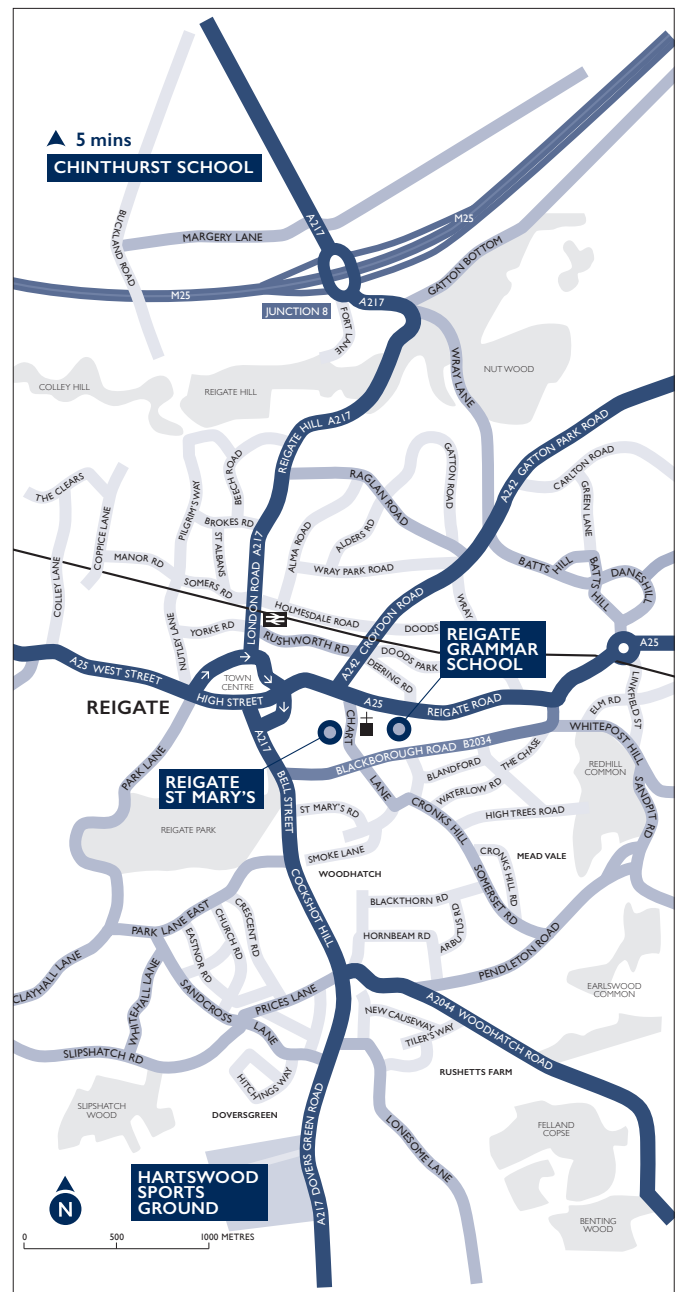 5 mins
CHINTHURST SCHOOL
A217
BUCKLAND ROAD
MARGERY LANE
M25
GATTON BOTTOM
M25
A217
JUNCTION 8
FORT LANE
WRAY LANE
NUT WOOD
COLLEY HILL
REIGATE HILL
REIGATE HILL A217
A242 GATTON PARK ROAD
CARLTON ROAD
GREEN LANE
THE CLEARS
COPPICE LANE
PILGRIM'S WAY
BEECH ROAD
RAGLAN ROAD
GATTON ROAD
BROKES RD
ST ALBANS
ALMA ROAD
ALDERS RD
LONDON ROAD A217
MANOR RD
COLLEY LANE
WRAY PARK ROAD
BATTS HILL
BATTS HILL
DANESHILL
SOMERS RD
HOLMESDALE ROAD
A242 CROYDON ROAD
WRAY
NUTLEY LANE
YORKE RD
RUSHWORTH RD
DOODS
DOODS PARK
DEERING RD
REIGATE
GRAMMAR
SCHOOL
A25
A25 WEST STREET
TOWN
CENTRE
HIGH STREET
A25
REIGATE ROAD
ELM RD
LINKFIELD ST
REIGATE
A217
CHART
LANE
WHITEPOST HILL
BLACKBOROUGH ROAD B2034
THE CHASE
BLANDFORD
REDHILL
COMMON
PARK LANE
REIGATE
ST MARY'S
BELL STREET
WATERLOW RD
SANDPIT RD
ST MARY'S RD
CRONKS HILL
HIGH TREES ROAD
REIGATE PARK
SMOKE LANE
WOODHATCH
CRONKS HILL RD
MEAD VALE
COCKSHOT HILL
SOMERSET RD
BLACKTHORN RD
ARBUTUS RD
HORNBEAM RD
PARK LANE EAST
CRESCENT RD
CHURCH RD
EASTNOR RD
PENDLETON ROAD
CLAYHALL LANE
WHITEHALL LANE
SANDCROSS
LANE
PRICES LANE
EARLSWOOD
COMMON
A2044 WOODHATCH ROAD
NEW CAUSEWAY
TILER'S WAY
SLIPSHATCH RD
HITCHINGS WAY
RUSHETTS FARM
SLIPSHATCH
WOOD
DOVERSGREEN
LONESOME LANE
FELLAND
COPSE
A217 DOVERS GREEN ROAD
HARTSWOOD
SPORTS
GROUND
N
BENTING
WOOD
0 500 1000 METRES